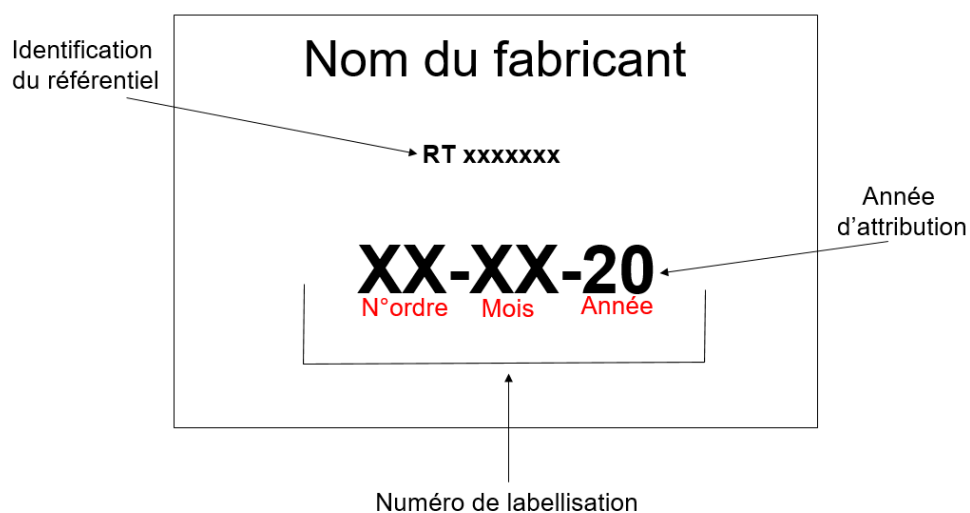 Identification
du référentiel
Nom du fabricant
RT xxxxxxx
Année
d'attribution
XX-XX-20
N°ordre Mois Année
Numéro de labellisation